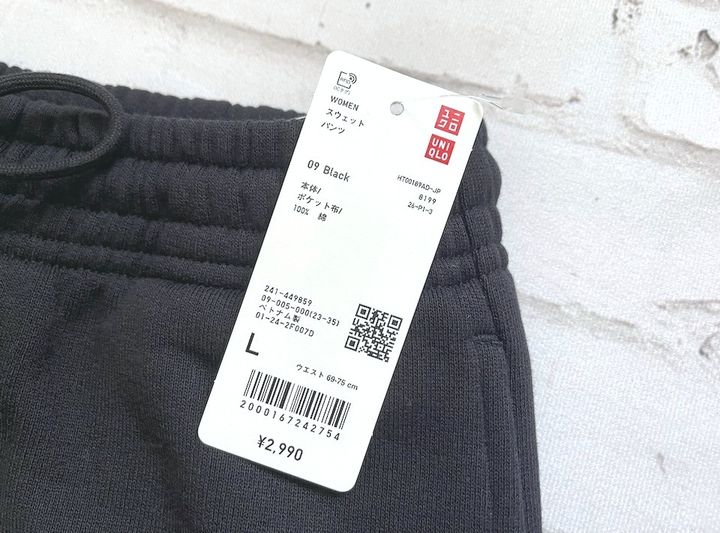 WOMEN
スウェット
パンツ
ユニ
クロ
UNI
QLO
09 Black
HT00189AD-JP
8199
26-P1-3
本体/
ポケット布/
100% 綿
241-449859
09-005-000(23-35)
ベトナム製
01-24-2F007D
L
ウエスト 69-75 cm
2000167242754
¥2,990